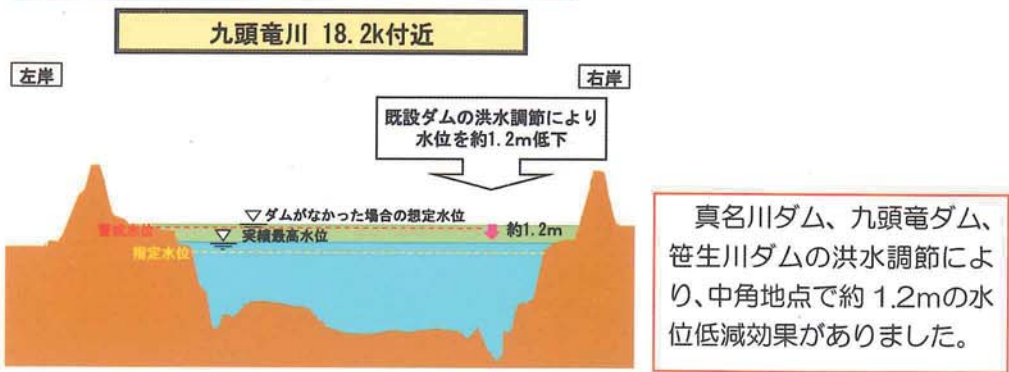 九頭竜川 18.2k付近
左岸
右岸
既設ダムの洪水調節により
水位を約1.2m低下
▽ダムがなかった場合の想定水位
警戒水位
実績最高水位
約1.2m
指定水位
真名川ダム、九頭竜ダム、
笹生川ダムの洪水調節によ
り、中角地点で約1.2mの水
位低減効果がありました。